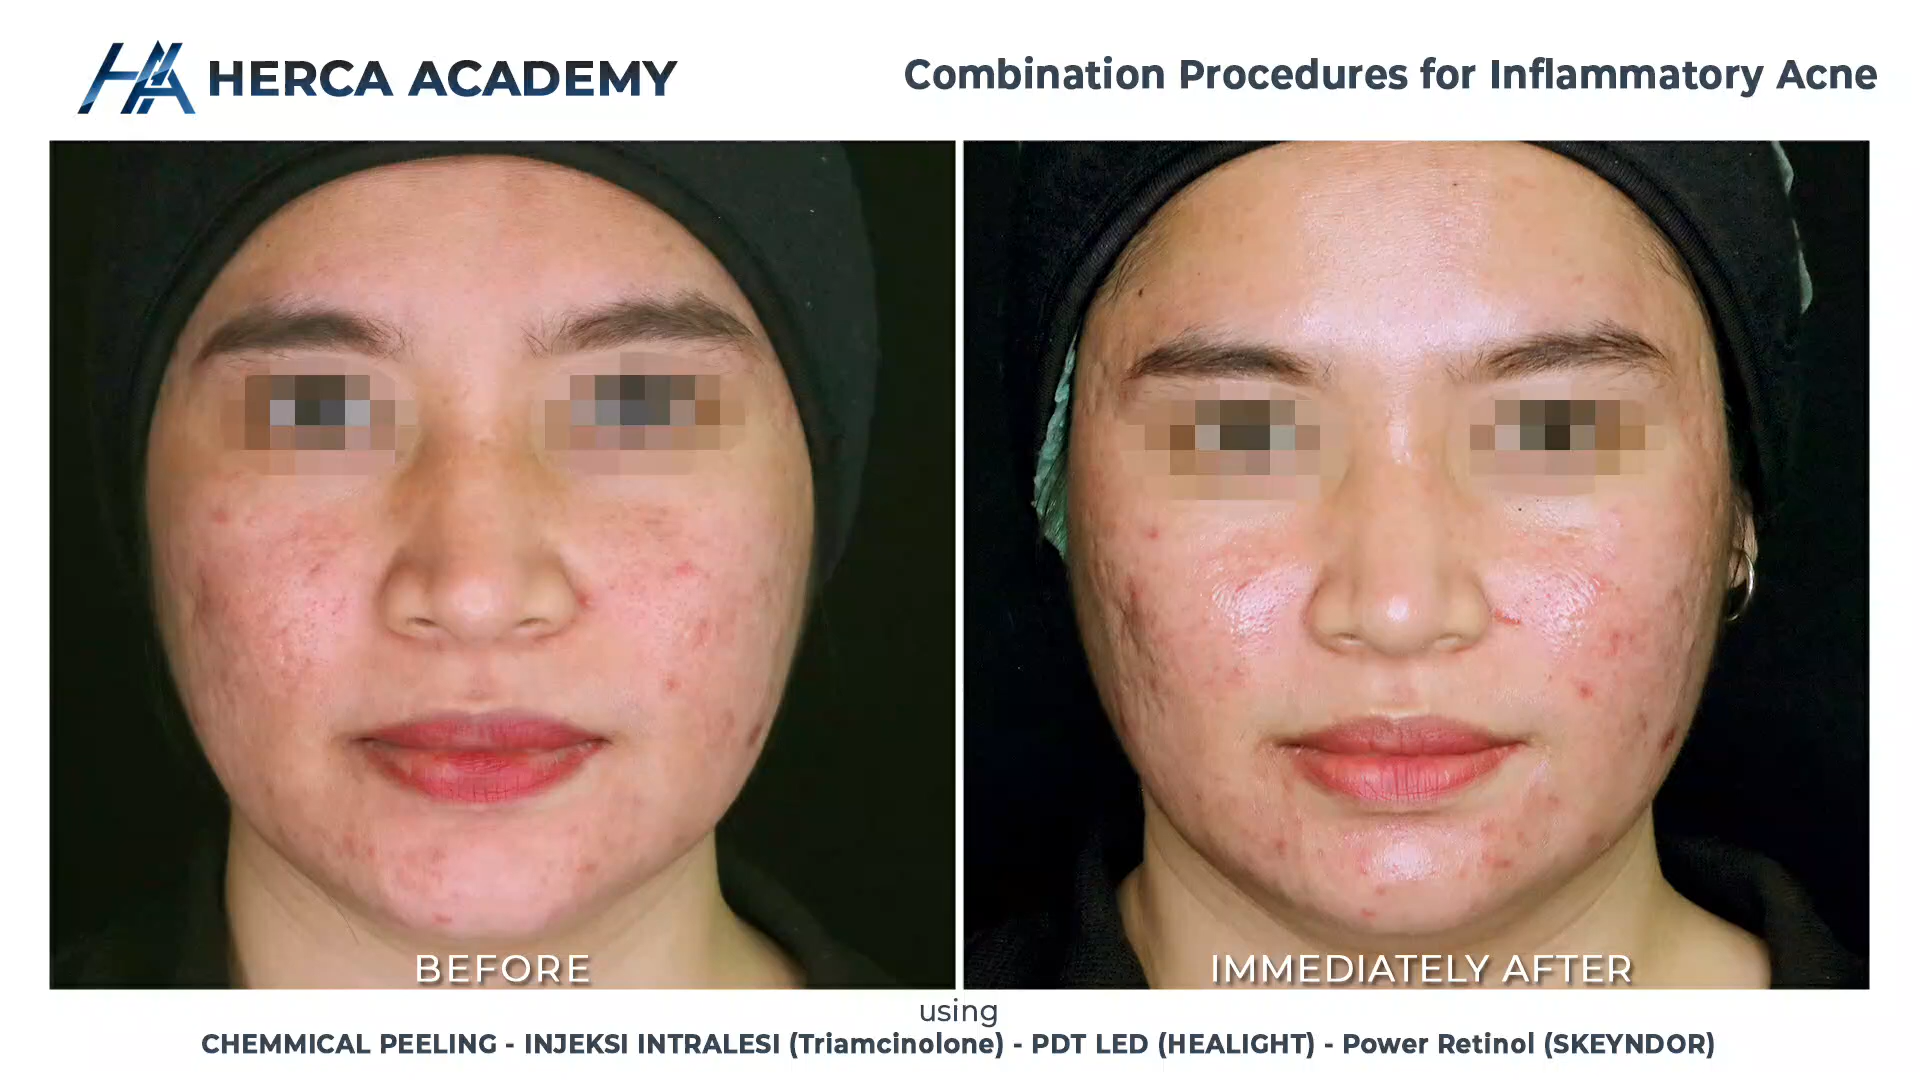 HERCA ACADEMY
Combination Procedures for Inflammatory Acne
BEFORE
IMMEDIATELY AFTER
using
CHEMMICAL PEELING - INJEKSI INTRALESI (Triamcinolone) - PDT LED (HEALIGHT) - Power Retinol (SKEYNDOR)